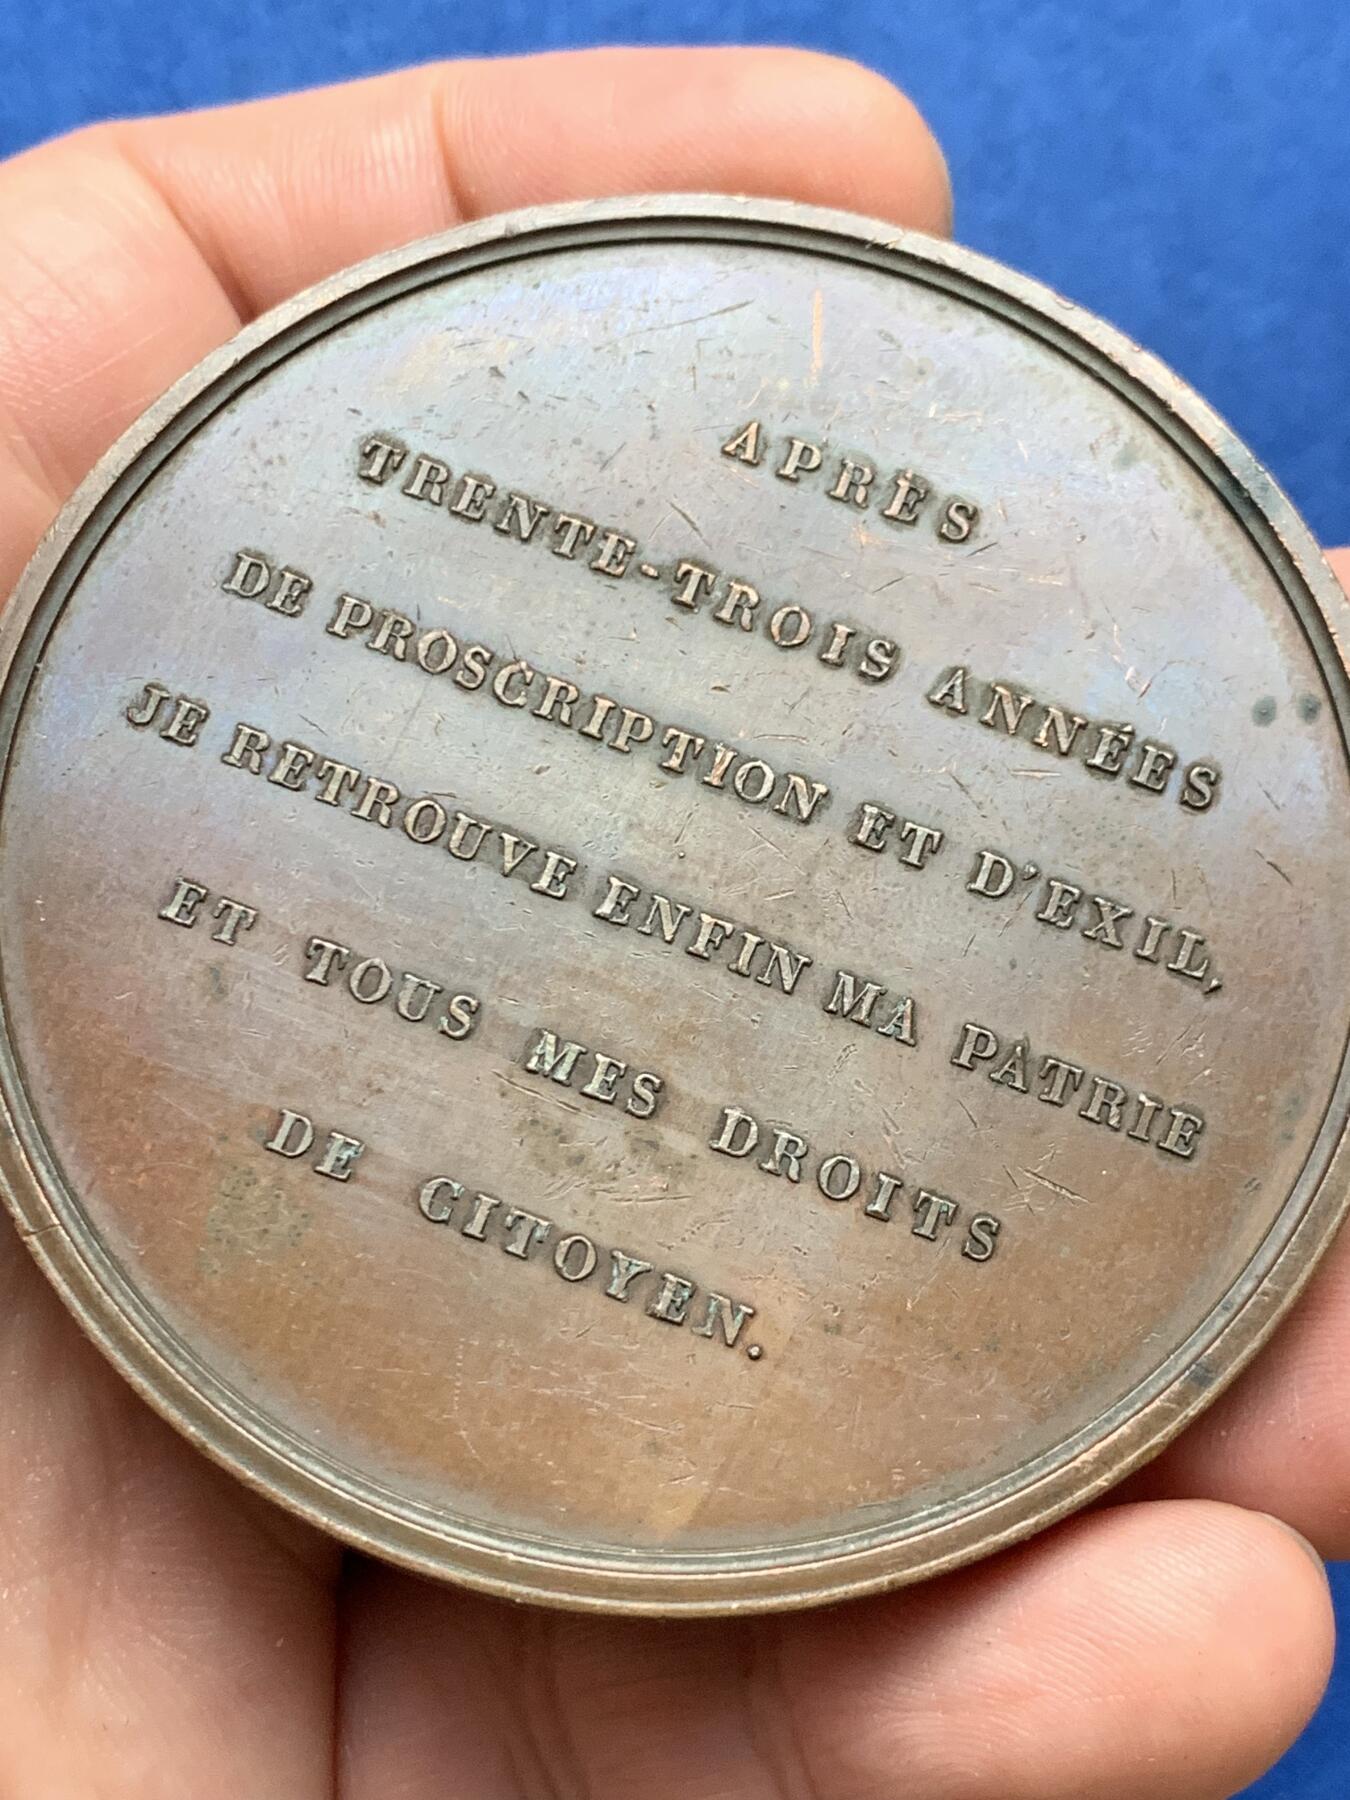 APRÈS
TRENTE-TROIS ANNÉES
DE PROSCRIPTION ET D'EXIL,
JE RETROUVE ENFIN MA PATRIE
ET TOUS MES DROITS
DE CITOYEN.